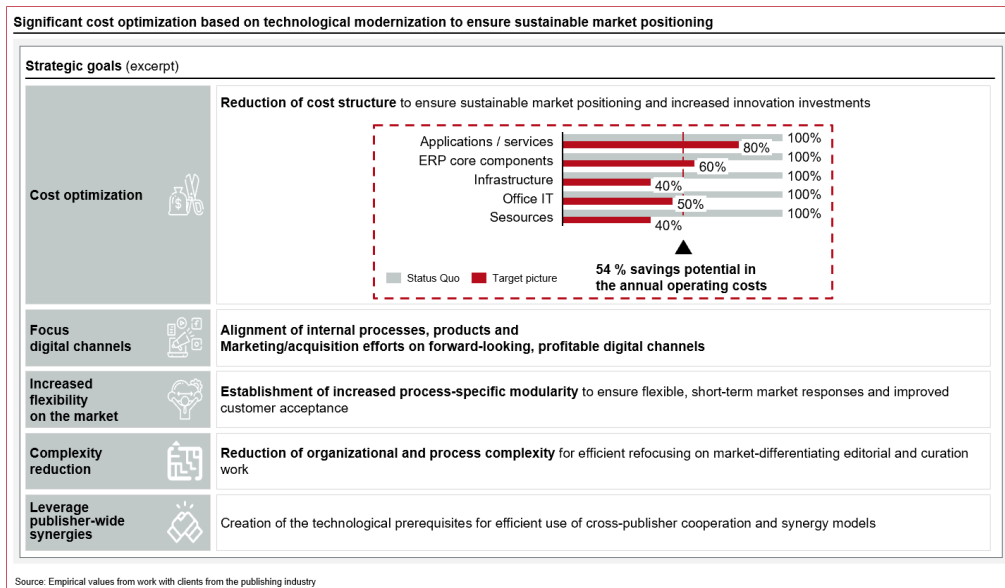 Significant cost optimization based on technological modernization to ensure sustainable market positioning
Strategic goals (excerpt)
Cost optimization
$
Reduction of cost structure to ensure sustainable market positioning and increased innovation investments
Applications / services
100%
80%
ERP core components
100%
60%
Infrastructure
100%
40%
Office IT
100%
50%
Sesources
100%
40%
Status Quo
Target picture
54 % savings potential in
the annual operating costs
Focus
digital channels
Alignment of internal processes, products and
Marketing/acquisition efforts on forward-looking, profitable digital channels
Increased
flexibility
on the market
Establishment of increased process-specific modularity to ensure flexible, short-term market responses and improved
customer acceptance
Complexity
reduction
Reduction of organizational and process complexity for efficient refocusing on market-differentiating editorial and curation
work
Leverage
publisher-wide
synergies
Creation of the technological prerequisites for efficient use of cross-publisher cooperation and synergy models
Source: Empirical values from work with clients from the publishing industry